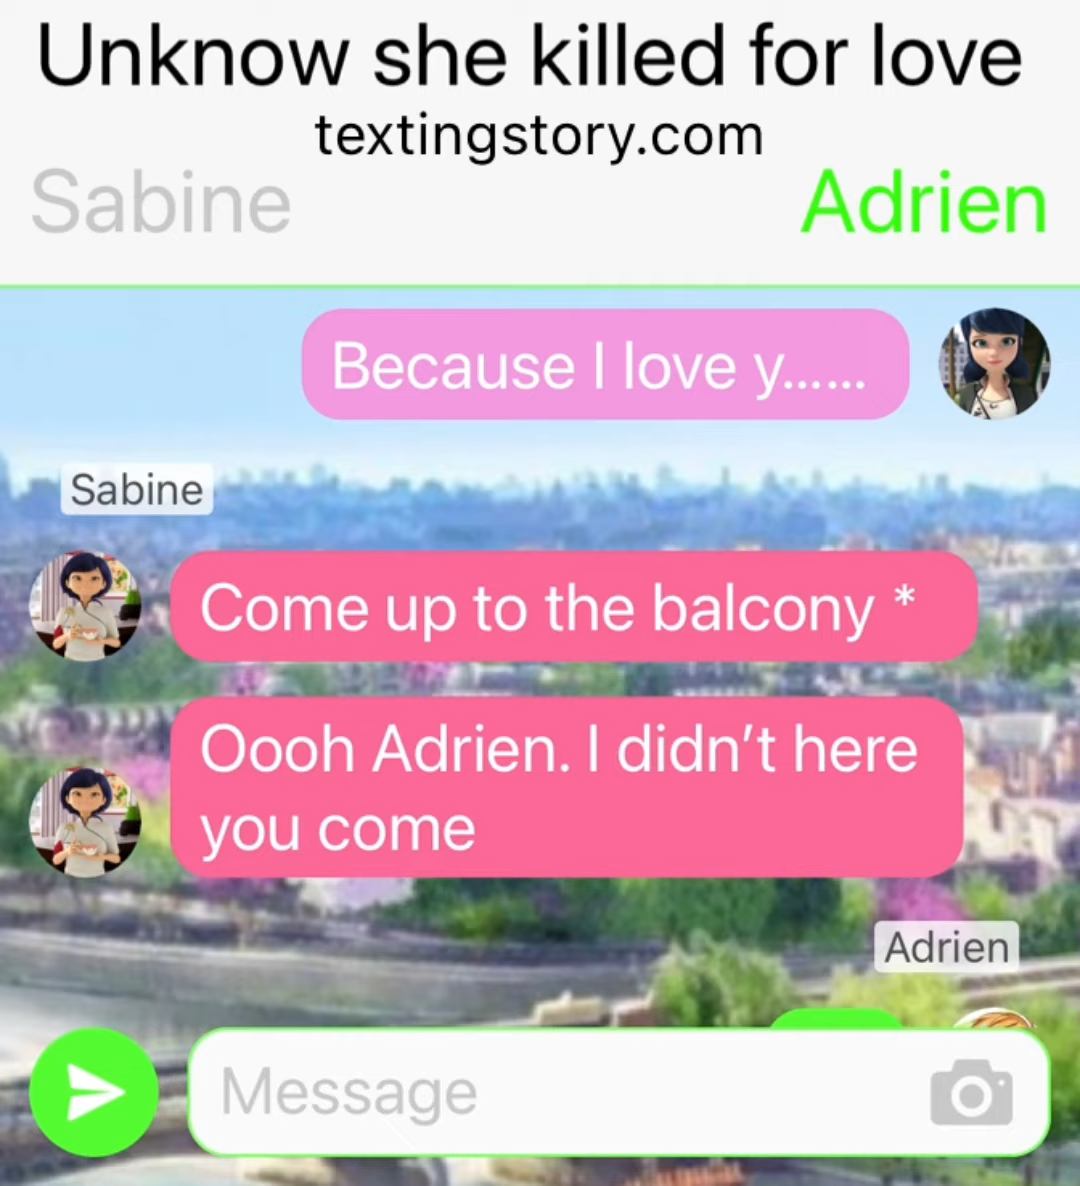 Unknow she killed for love
textingstory.com
Sabine
Adrien
Because I love y......
Sabine
Come up to the balcony *
Oooh Adrien. I didn't here
you come
Adrien
Message